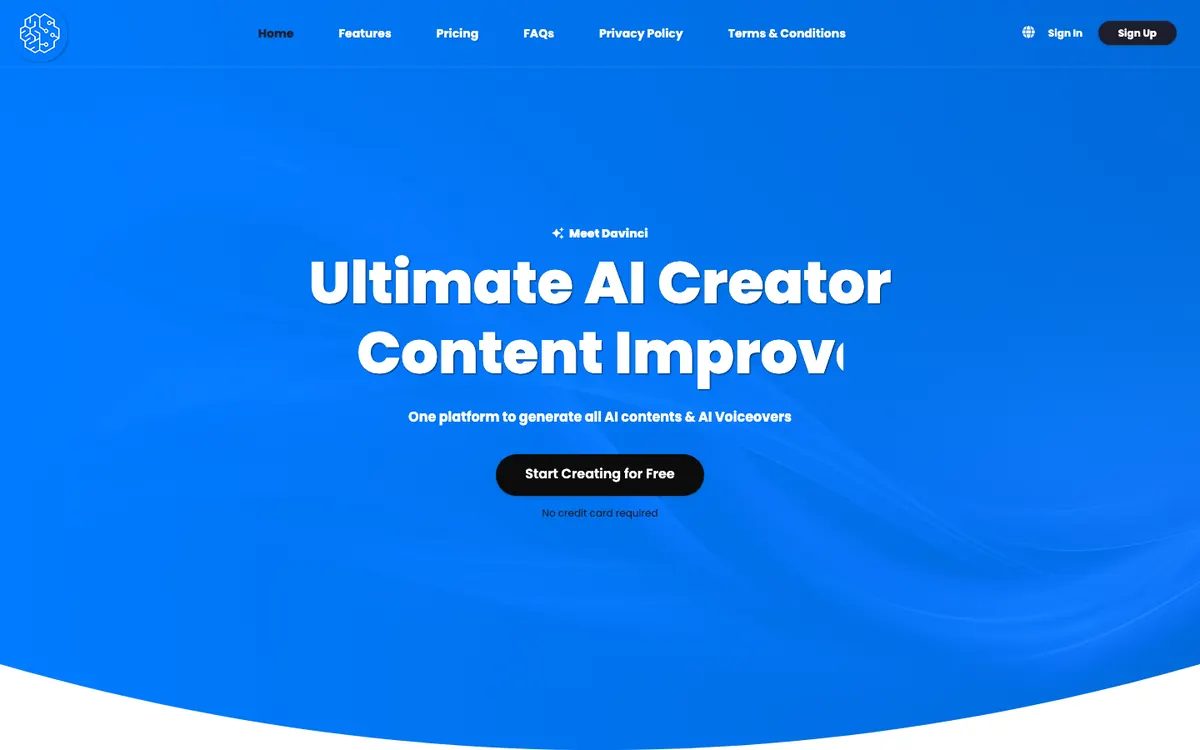 Home Features Pricing FAQs Privacy Policy Terms & Conditions Sign In Sign Up
Meet Davinci
Ultimate AI Creator
Content Improv
One platform to generate all AI contents & AI Voiceovers
Start Creating for Free
No credit card required